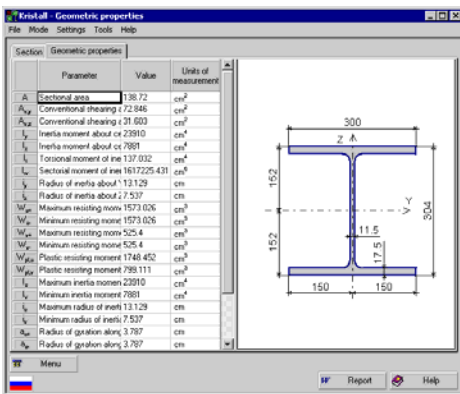 Kristall - Geometric properties
File Mode Settings Tools Help
Section Geometric properties
Parameter Value Units of measurement
A Sectional area 138.72 cm²
Conventional shearing a 72.846 cm²
Conventional shearing a 31.603 cm²
Inertia moment about ce 23910 cm⁴
Inertia moment about ce 7881 cm⁴
Torsional moment of ine 137.032 cm⁴
Sectorial moment of iner 1617225.431 cm⁶
Radius of inertia about Y 13.129 cm
Radius of inertia about Z 7.537 cm
Maximum resisting mome 1573.026 cm³
Minimum resisting mome 1573.026 cm³
Maximum resisting mome 525.4 cm³
Minimum resisting mome 525.4 cm³
Plastic resisting moment 1748.452 cm³
Plastic resisting moment 799.111 cm³
Maximum inertia momen 23910 cm⁴
Minimum inertia moment 7881 cm⁴
Maximum radius of inerti 13.129 cm
Minimum radius of inerti 7.537 cm
Radius of gyration along 3.787 cm
Radius of gyration along 3.787 cm
300
Z
152
Y
304
11.5
152
17.5
150 150
Menu
Report Help